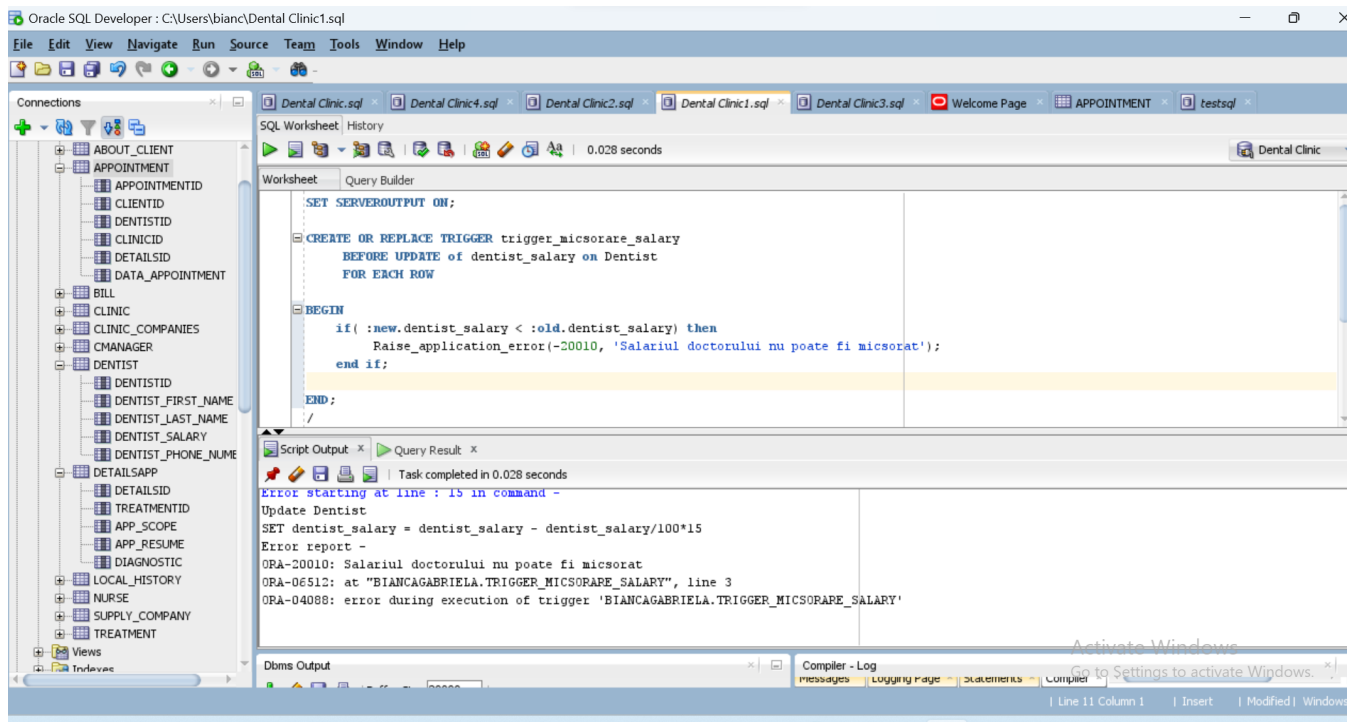 Oracle SQL Developer : C:\Users\bianc\Dental Clinic1.sql
File Edit View Navigate Run Source Team Tools Window Help
Connections
ABOUT_CLIENT
APPOINTMENT
APPOINTMENTID
CLIENTID
DENTISTID
CLINICID
DETAILSID
DATA_APPOINTMENT
BILL
CLINIC
CLINIC_COMPANIES
CMANAGER
DENTIST
DENTISTID
DENTIST_FIRST_NAME
DENTIST_LAST_NAME
DENTIST_SALARY
DENTIST_PHONE_NUME
DETAILSAPP
DETAILSID
TREATMENTID
APP_SCOPE
APP_RESUME
DIAGNOSTIC
LOCAL_HISTORY
NURSE
SUPPLY_COMPANY
TREATMENT
Views
Indexes
Dental Clinic.sql Dental Clinic4.sql Dental Clinic2.sql Dental Clinic1.sql Dental Clinic3.sql Welcome Page APPOINTMENT testsql
SQL Worksheet History
0.028 seconds
Dental Clinic
Worksheet Query Builder
SET SERVEROUTPUT ON;
CREATE OR REPLACE TRIGGER trigger_micsorare_salary
BEFORE UPDATE of dentist_salary on Dentist
FOR EACH ROW
BEGIN
if( :new.dentist_salary < :old.dentist_salary) then
Raise_application_error(-20010, 'Salariul doctorului nu poate fi micsorat');
end if;
END;
/
Script Output Query Result
Task completed in 0.028 seconds
Error starting at line : 15 in command -
Update Dentist
SET dentist_salary = dentist_salary - dentist_salary/100*15
Error report -
ORA-20010: Salariul doctorului nu poate fi micsorat
ORA-06512: at "BIANCAGABRIELA.TRIGGER_MICSORARE_SALARY", line 3
ORA-04088: error during execution of trigger 'BIANCAGABRIELA.TRIGGER_MICSORARE_SALARY'
Activate Windows
Go to Settings to activate Windows.
Dbms Output
Compiler - Log
Messages Logging Page Statements Compiler
Line 11 Column 1 Insert Modified Windows